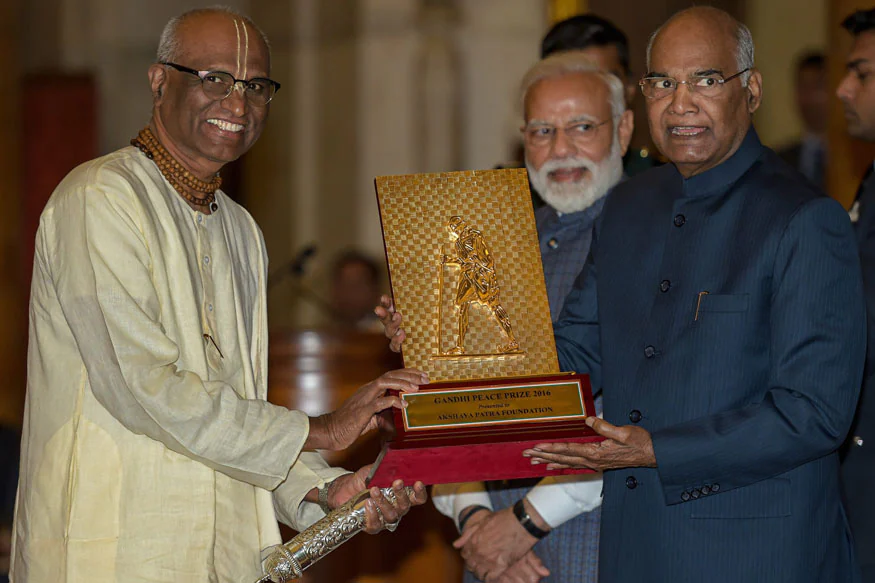 GANDHI PEACE PRIZE 2016
Presented to
AKSHAYA PATRA FOUNDATION